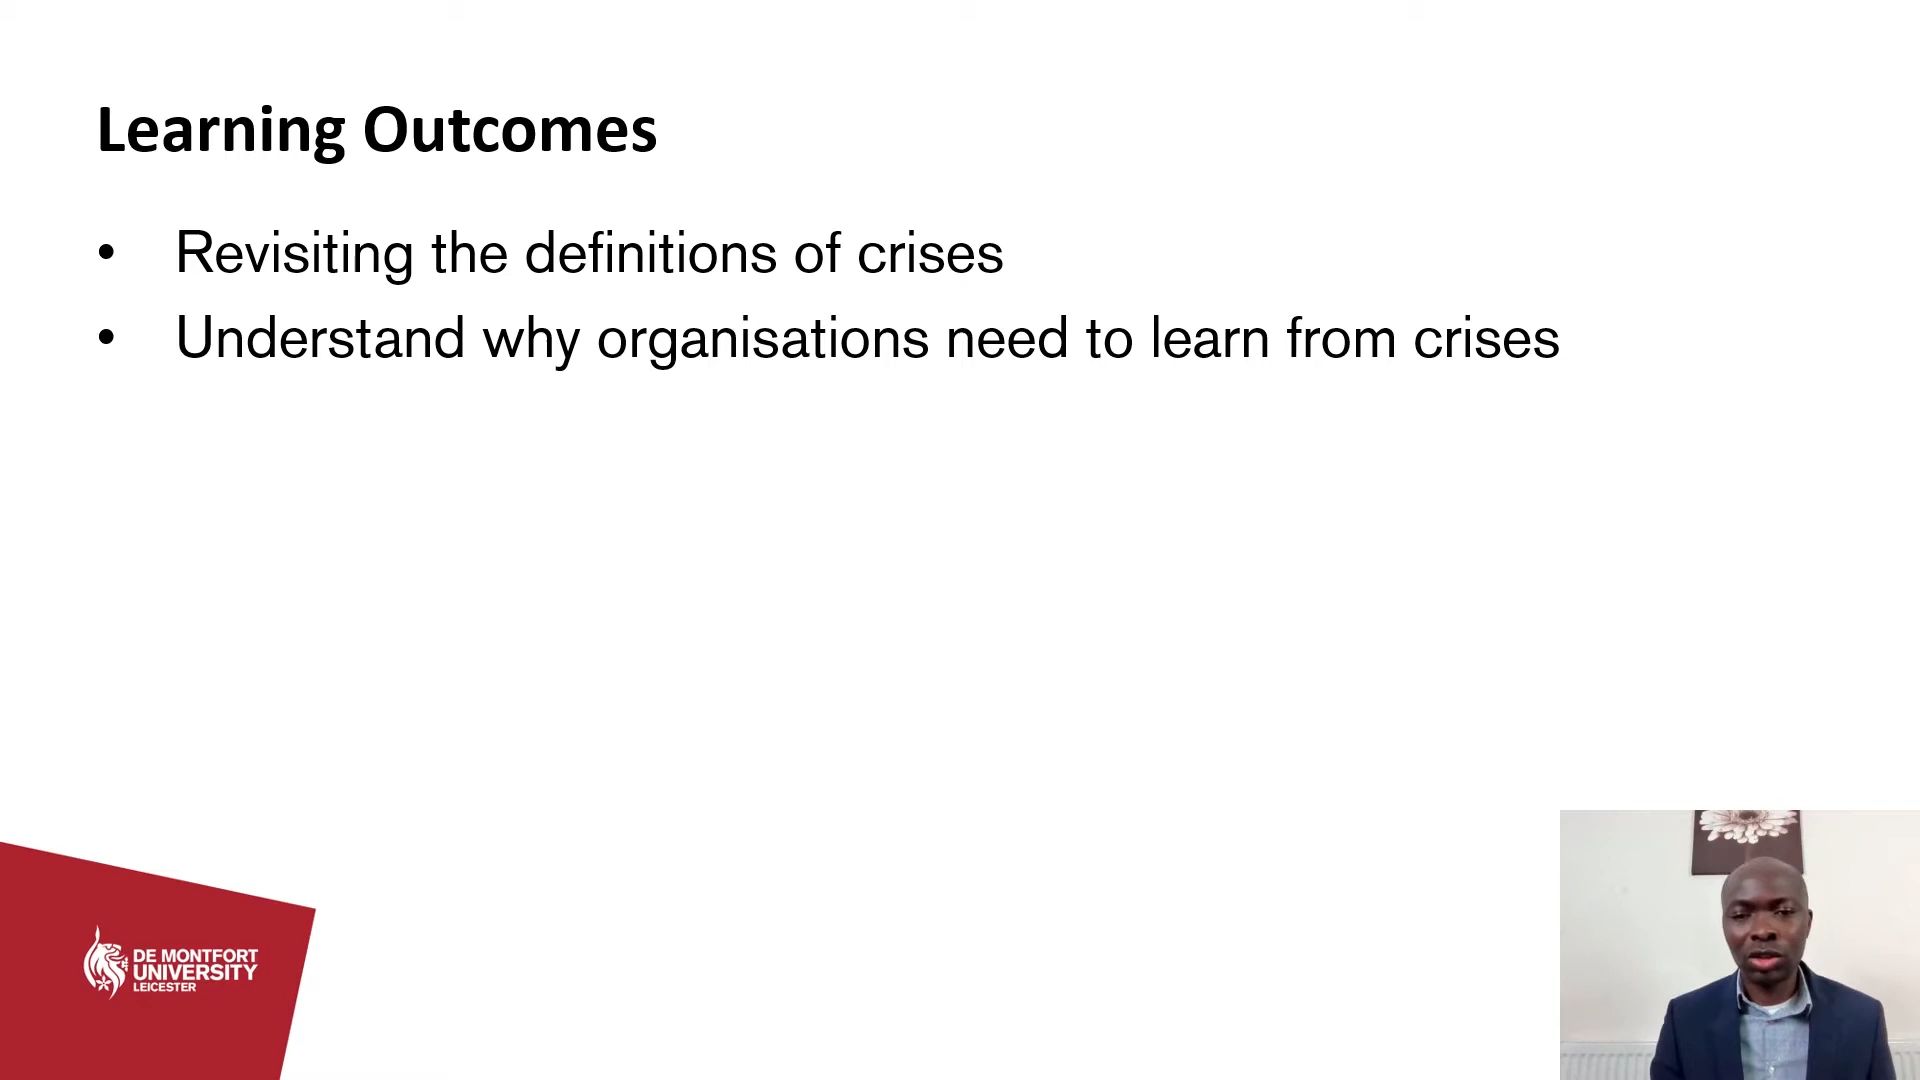 Learning Outcomes
• Revisiting the definitions of crises
• Understand why organisations need to learn from crises
DE MONTFORT
UNIVERSITY
LEICESTER